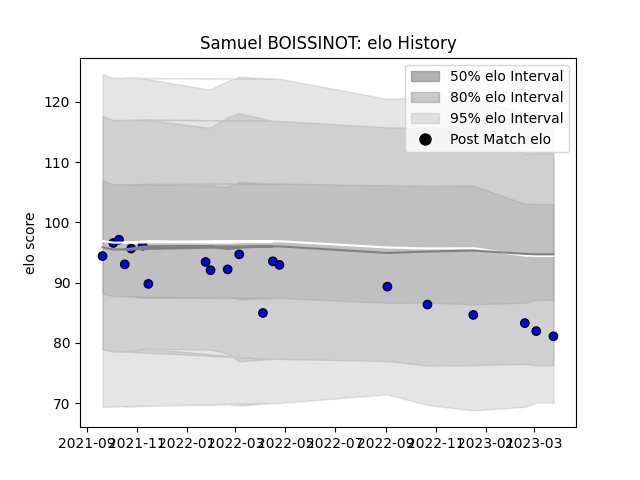 Samuel BOISSINOT: elo History
50% elo Interval
80% elo Interval
95% elo Interval
Post Match elo
elo score
120
110
100
90
80
70
2021-09 2021-11 2022-01 2022-03 2022-05 2022-07 2022-09 2022-11 2023-01 2023-03